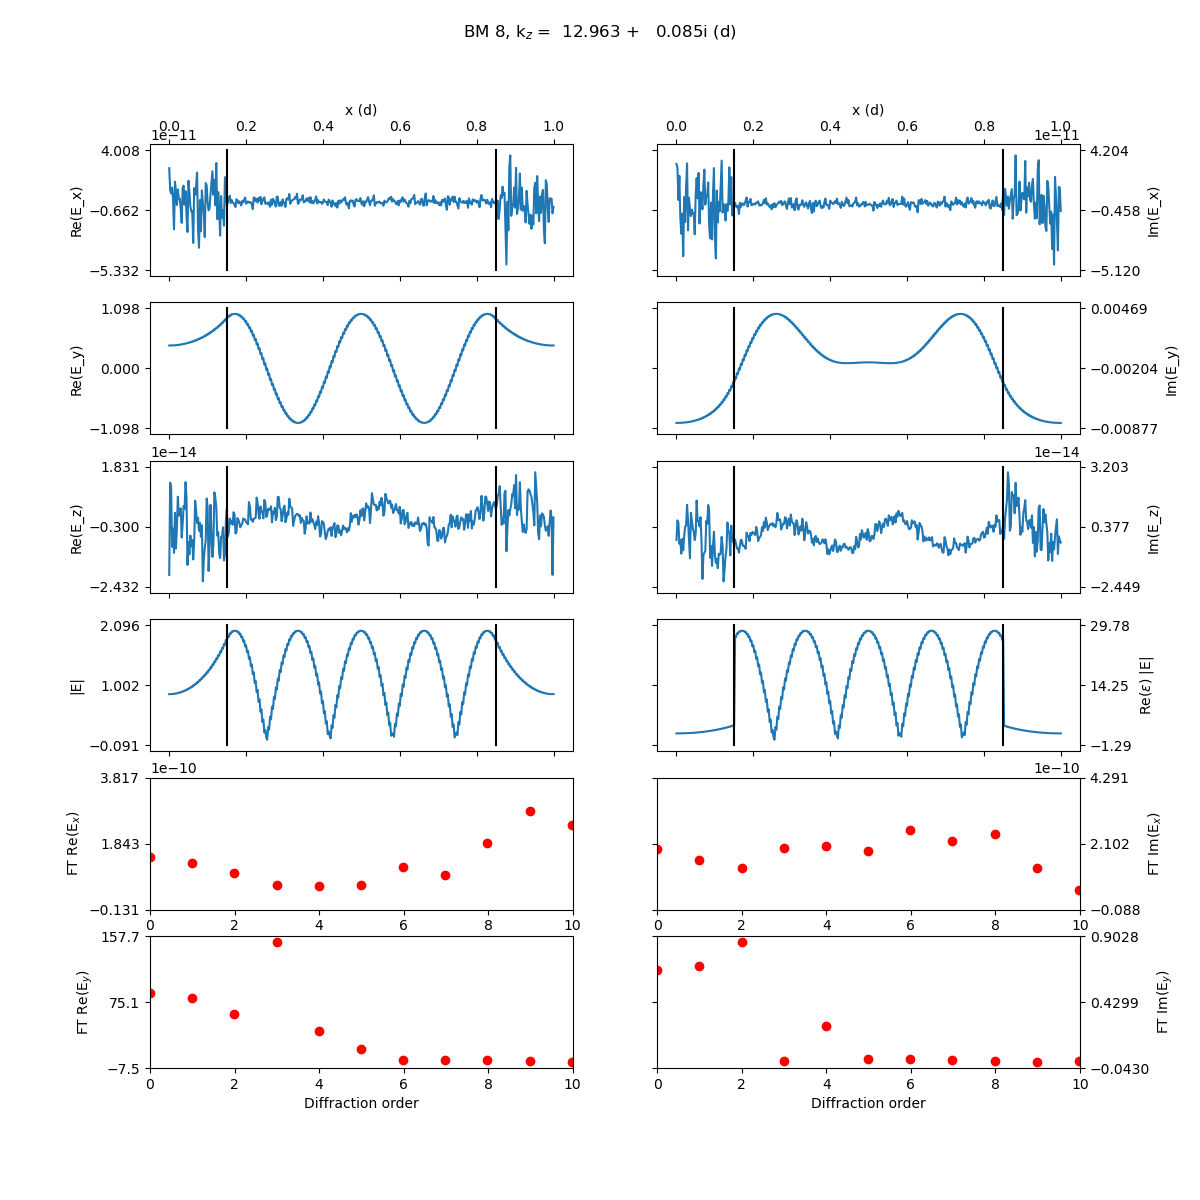 BM 8, k_z = 12.963 + 0.085i (d)
x (d)
x (d)
0.0 0.2 0.4 0.6 0.8 1.0
0.0 0.2 0.4 0.6 0.8 1.0
1e−11
1e−11
4.008
−0.662
−5.332
Re(E_x)
4.204
−0.458
−5.120
Im(E_x)
1.098
0.000
−1.098
Re(E_y)
0.00469
−0.00204
−0.00877
Im(E_y)
1e−14
1e−14
1.831
−0.300
−2.432
Re(E_z)
3.203
0.377
−2.449
Im(E_z)
2.096
1.002
−0.091
|E|
29.78
14.25
−1.29
Re(ε) |E|
1e−10
1e−10
3.817
1.843
−0.131
FT Re(E_x)
0 2 4 6 8 10
4.291
2.102
−0.088
FT Im(E_x)
0 2 4 6 8 10
157.7
75.1
−7.5
FT Re(E_y)
0 2 4 6 8 10
Diffraction order
0.9028
0.4299
−0.0430
FT Im(E_y)
0 2 4 6 8 10
Diffraction order